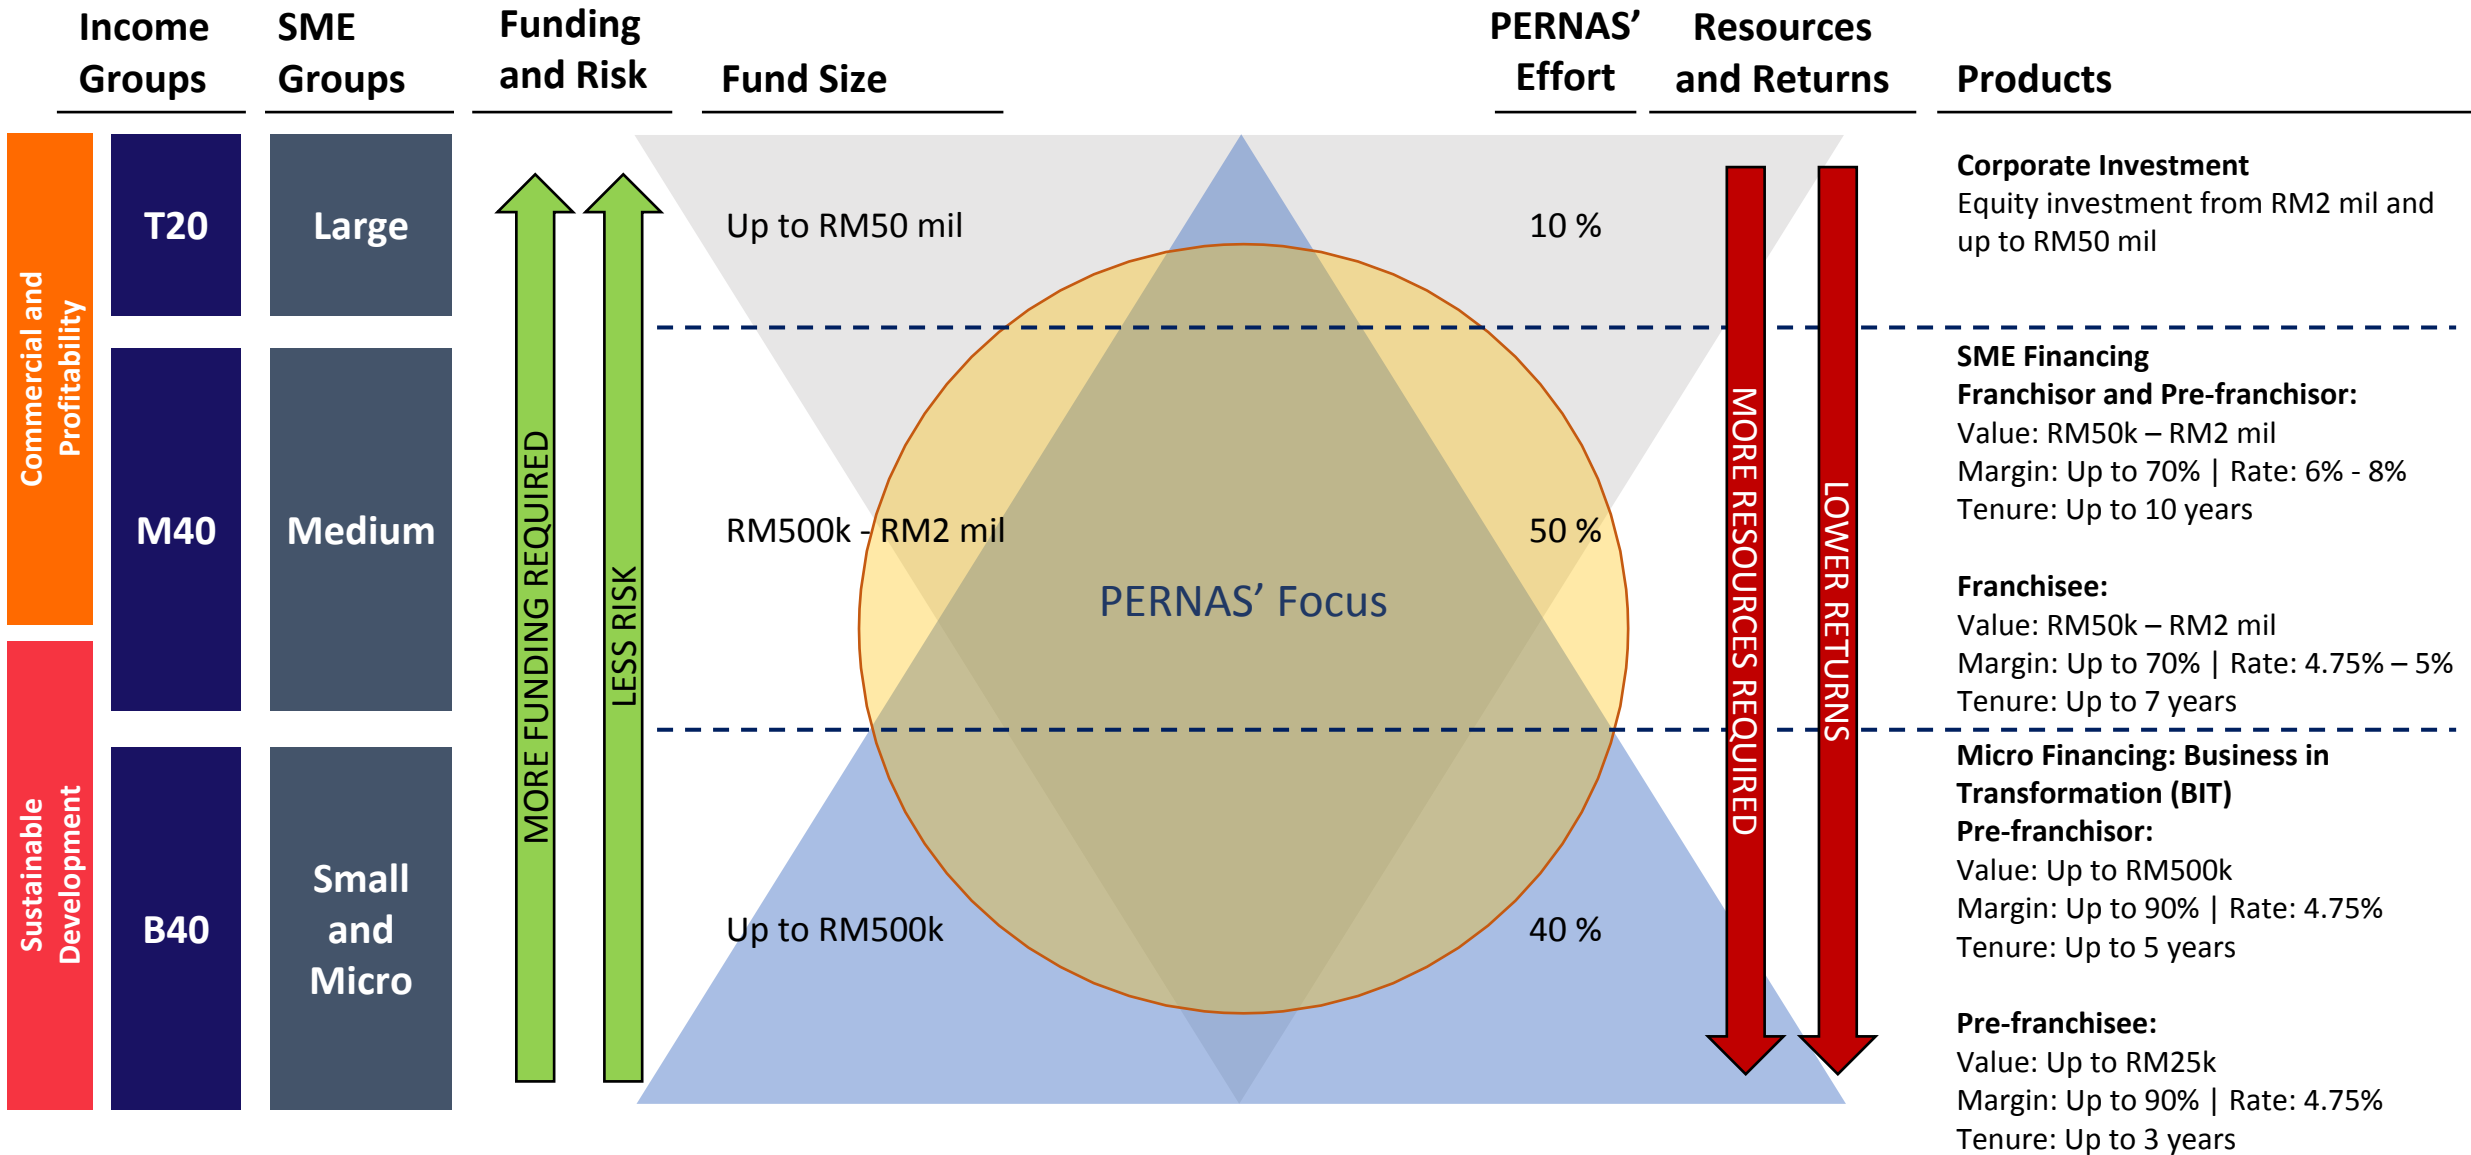 Income
Groups
SME
Groups
Funding
and Risk
Fund Size
PERNAS’
Effort
Resources
and Returns
Products
Commercial and
Profitability
Sustainable
Development
T20
Large
M40
Medium
B40
Small
and
Micro
MORE FUNDING REQUIRED
LESS RISK
Up to RM50 mil
RM500k - RM2 mil
Up to RM500k
PERNAS’ Focus
10 %
50 %
40 %
MORE RESOURCES REQUIRED
LOWER RETURNS
Corporate Investment
Equity investment from RM2 mil and
up to RM50 mil
SME Financing
Franchisor and Pre-franchisor:
Value: RM50k – RM2 mil
Margin: Up to 70% | Rate: 6% - 8%
Tenure: Up to 10 years
Franchisee:
Value: RM50k – RM2 mil
Margin: Up to 70% | Rate: 4.75% – 5%
Tenure: Up to 7 years
Micro Financing: Business in
Transformation (BIT)
Pre-franchisor:
Value: Up to RM500k
Margin: Up to 90% | Rate: 4.75%
Tenure: Up to 5 years
Pre-franchisee:
Value: Up to RM25k
Margin: Up to 90% | Rate: 4.75%
Tenure: Up to 3 years